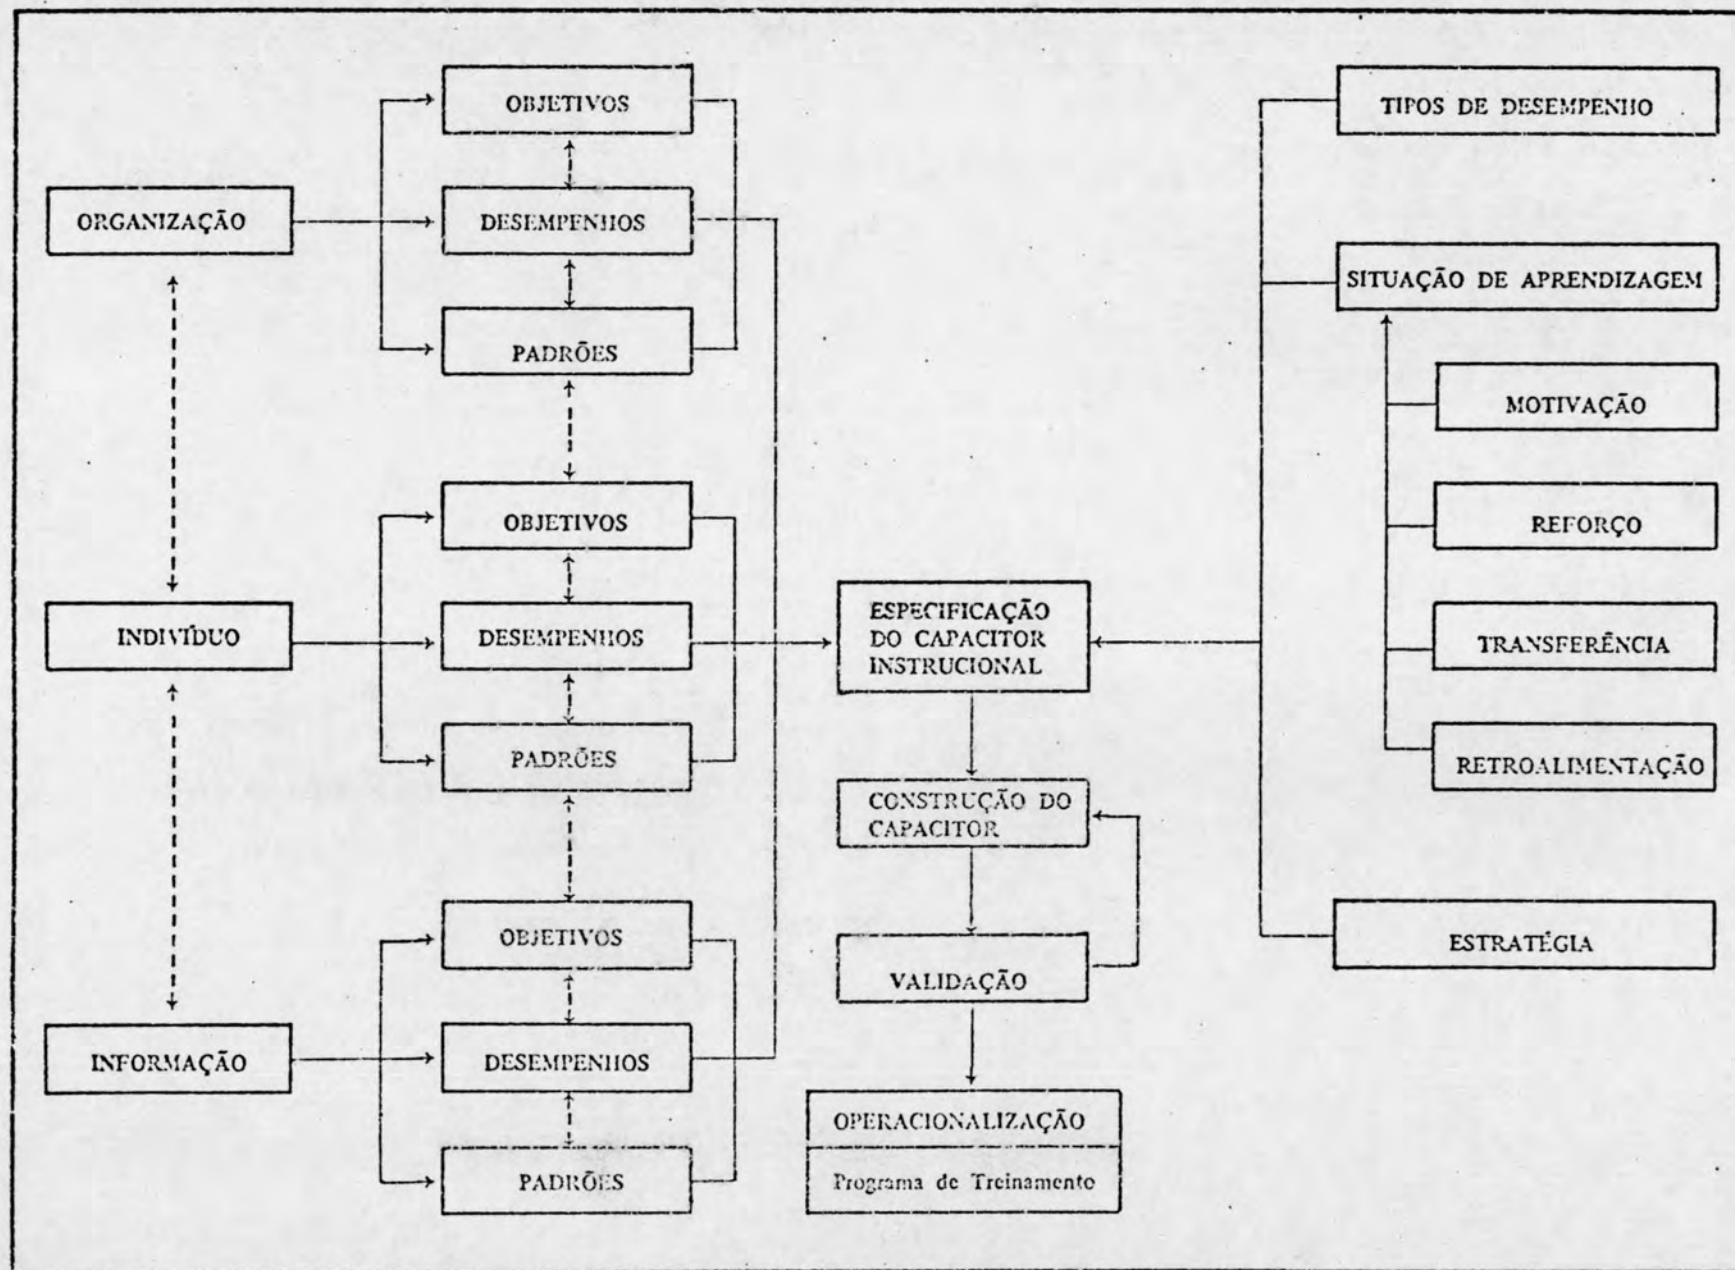 ORGANIZAÇÃO
INDIVÍDUO
INFORMAÇÃO
OBJETIVOS
DESEMPENHOS
PADRÕES
OBJETIVOS
DESEMPENHOS
PADRÕES
OBJETIVOS
DESEMPENHOS
PADRÕES
ESPECIFICAÇÃO
DO CAPACITOR
INSTRUCIONAL
CONSTRUÇÃO DO
CAPACITOR
VALIDAÇÃO
OPERACIONALIZAÇÃO
Programa de Treinamento
TIPOS DE DESEMPENHO
SITUAÇÃO DE APRENDIZAGEM
MOTIVAÇÃO
REFORÇO
TRANSFERÊNCIA
RETROALIMENTAÇÃO
ESTRATÉGIA